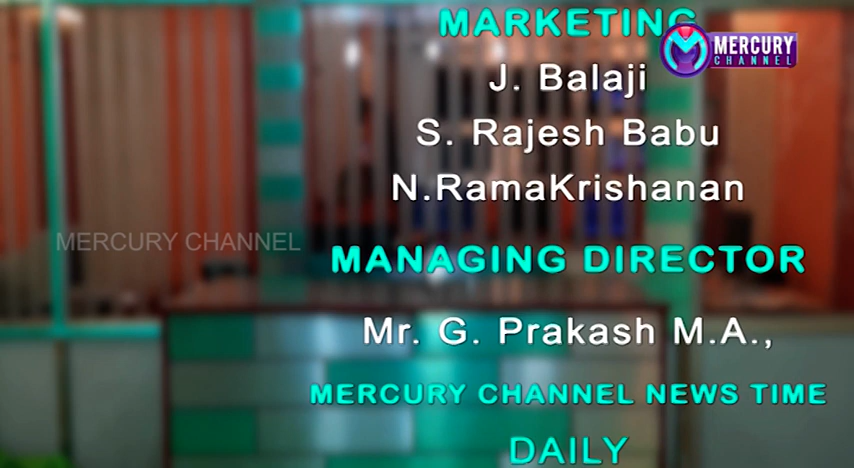 MARKETING
MERCURY
CHANNEL
J. Balaji
S. Rajesh Babu
N.RamaKrishanan
MERCURY CHANNEL
MANAGING DIRECTOR
Mr. G. Prakash M.A.,
MERCURY CHANNEL NEWS TIME
DAILY